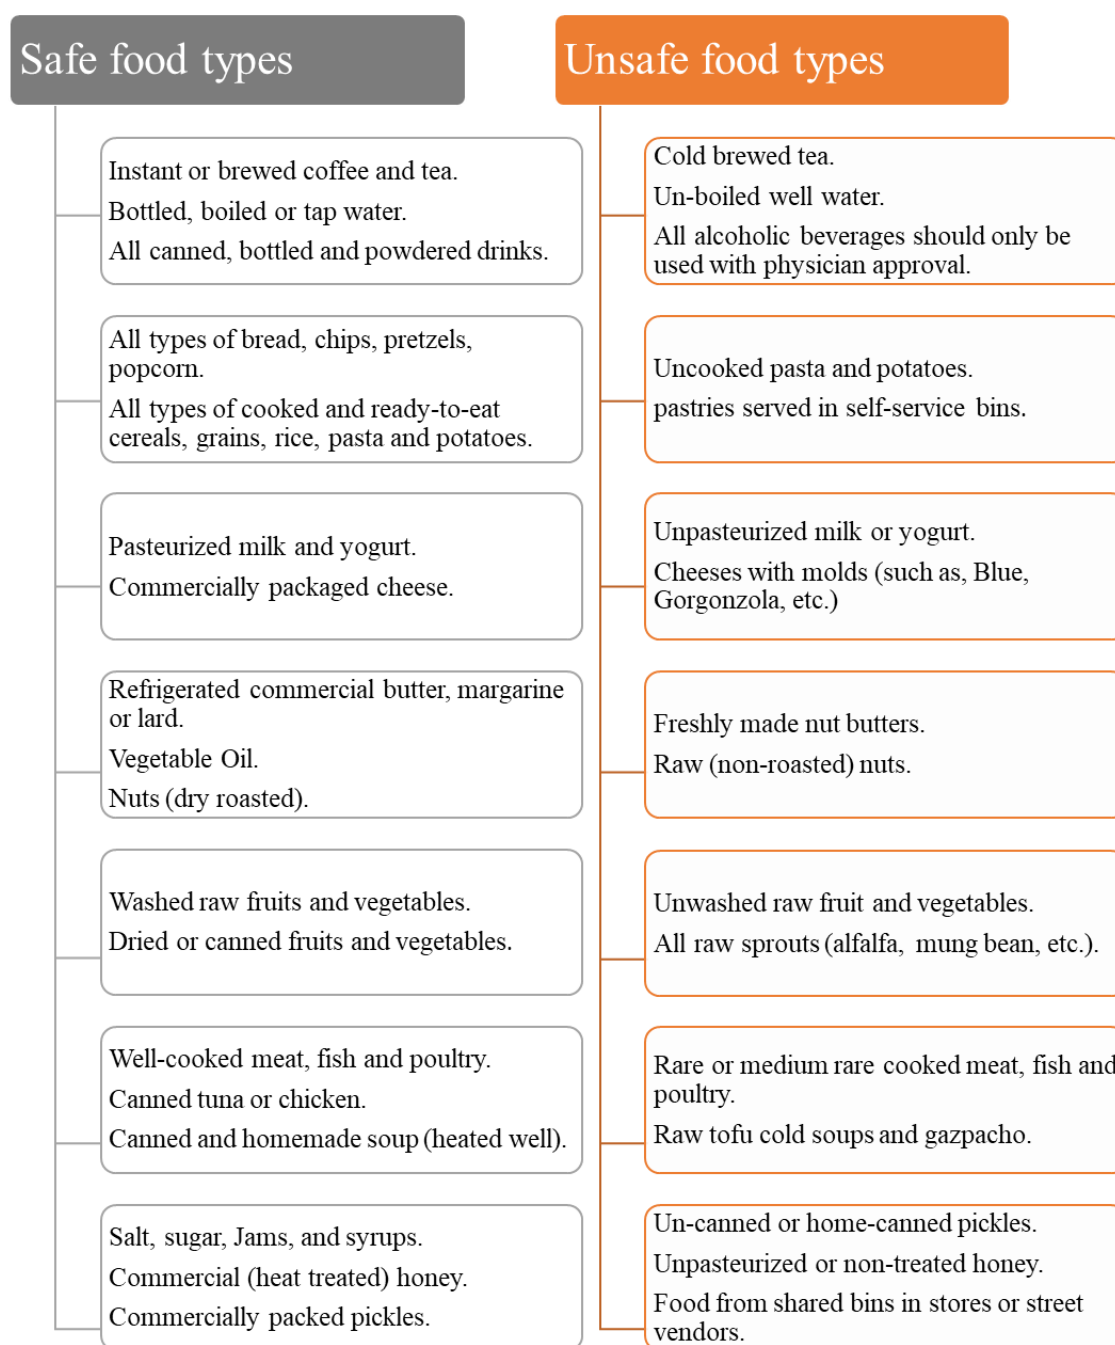 Safe food types
Instant or brewed coffee and tea.
Bottled, boiled or tap water.
All canned, bottled and powdered drinks.
All types of bread, chips, pretzels,
popcorn.
All types of cooked and ready-to-eat
cereals, grains, rice, pasta and potatoes.
Pasteurized milk and yogurt.
Commercially packaged cheese.
Refrigerated commercial butter, margarine
or lard.
Vegetable Oil.
Nuts (dry roasted).
Washed raw fruits and vegetables.
Dried or canned fruits and vegetables.
Well-cooked meat, fish and poultry.
Canned tuna or chicken.
Canned and homemade soup (heated well).
Salt, sugar, Jams, and syrups.
Commercial (heat treated) honey.
Commercially packed pickles.
Unsafe food types
Cold brewed tea.
Un-boiled well water.
All alcoholic beverages should only be
used with physician approval.
Uncooked pasta and potatoes.
pastries served in self-service bins.
Unpasteurized milk or yogurt.
Cheeses with molds (such as, Blue,
Gorgonzola, etc.)
Freshly made nut butters.
Raw (non-roasted) nuts.
Unwashed raw fruit and vegetables.
All raw sprouts (alfalfa, mung bean, etc.).
Rare or medium rare cooked meat, fish and
poultry.
Raw tofu cold soups and gazpacho.
Un-canned or home-canned pickles.
Unpasteurized or non-treated honey.
Food from shared bins in stores or street
vendors.